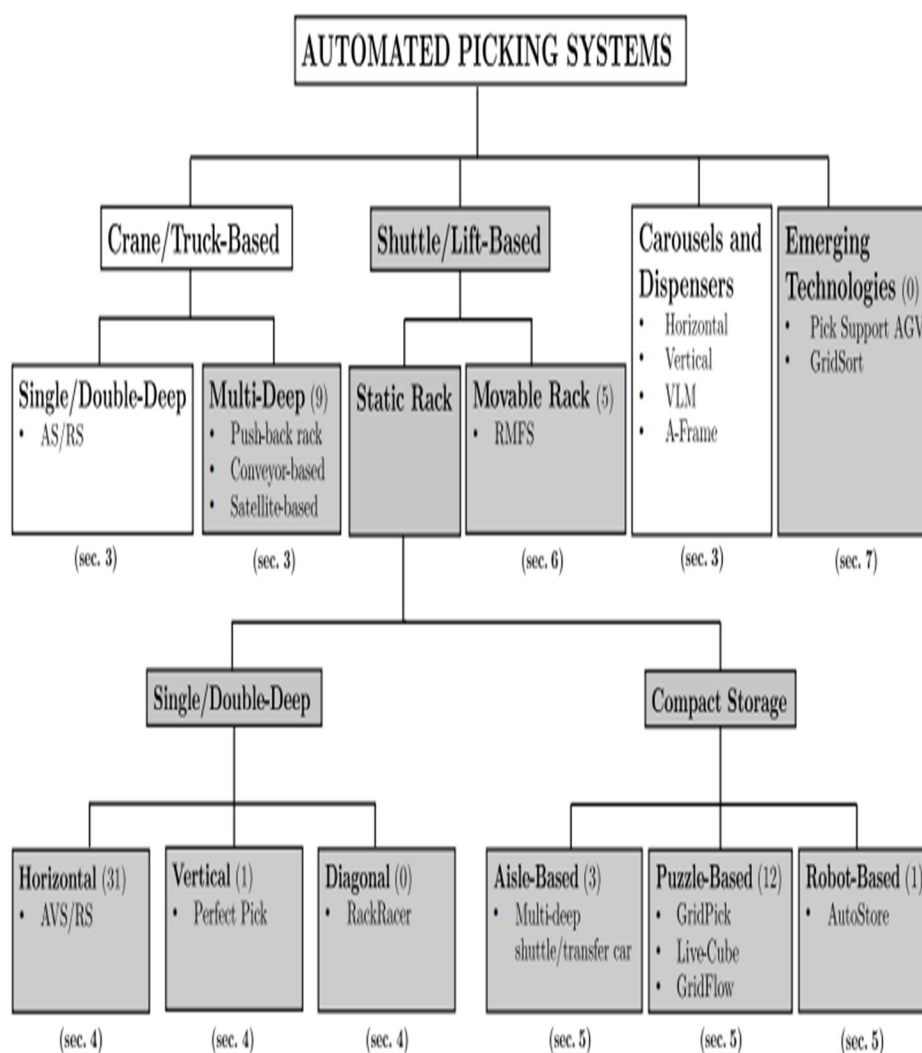 AUTOMATED PICKING SYSTEMS
Crane/Truck-Based
Shuttle/Lift-Based
Carousels and
Dispensers
• Horizontal
• Vertical
• VLM
• A-Frame
Emerging
Technologies (0)
• Pick Support AGV
• GridSort
Single/Double-Deep
• AS/RS
Multi-Deep (9)
• Push-back rack
• Conveyor-based
• Satellite-based
Static Rack
Movable Rack (5)
• RMFS
(sec. 3)
(sec. 3)
(sec. 6)
(sec. 3)
(sec. 7)
Single/Double-Deep
Compact Storage
Horizontal (31)
• AVS/RS
Vertical (1)
• Perfect Pick
Diagonal (0)
• RackRacer
Aisle-Based (3)
• Multi-deep
shuttle/transfer car
Puzzle-Based (12)
• GridPick
• Live-Cube
• GridFlow
Robot-Based (1)
• AutoStore
(sec. 4)
(sec. 4)
(sec. 4)
(sec. 5)
(sec. 5)
(sec. 5)